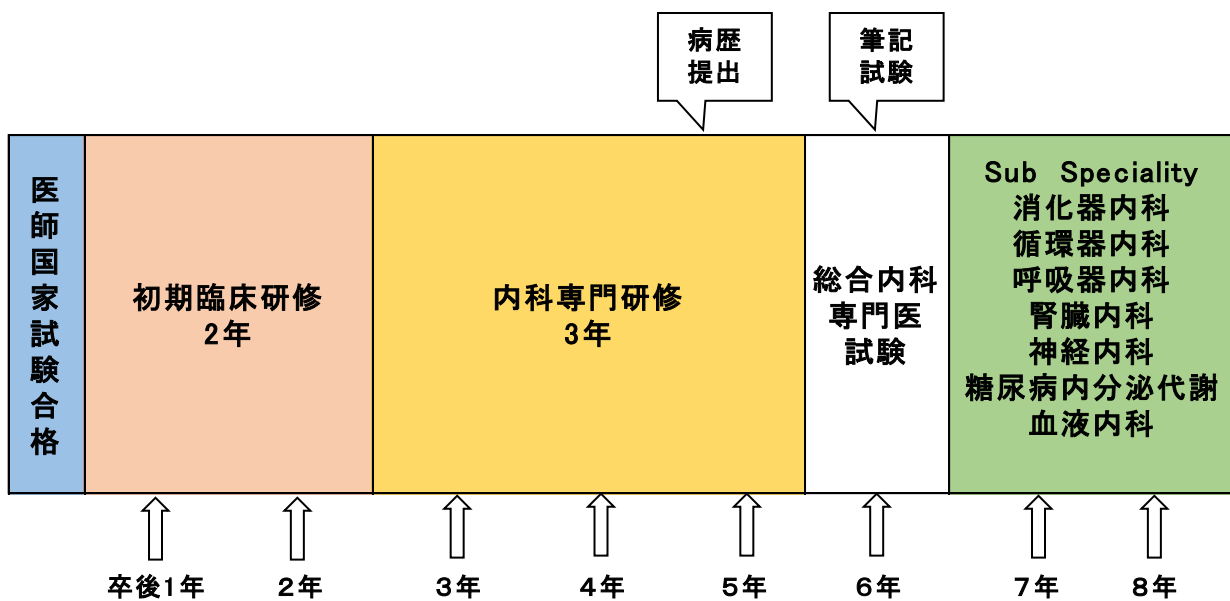 病歴
提出
筆記
試験
医師国家試験合格
初期臨床研修
2年
内科専門研修
3年
総合内科
専門医
試験
Sub Speciality
消化器内科
循環器内科
呼吸器内科
腎臓内科
神経内科
糖尿病内分泌代謝
血液内科
卒後1年
2年
3年
4年
5年
6年
7年
8年